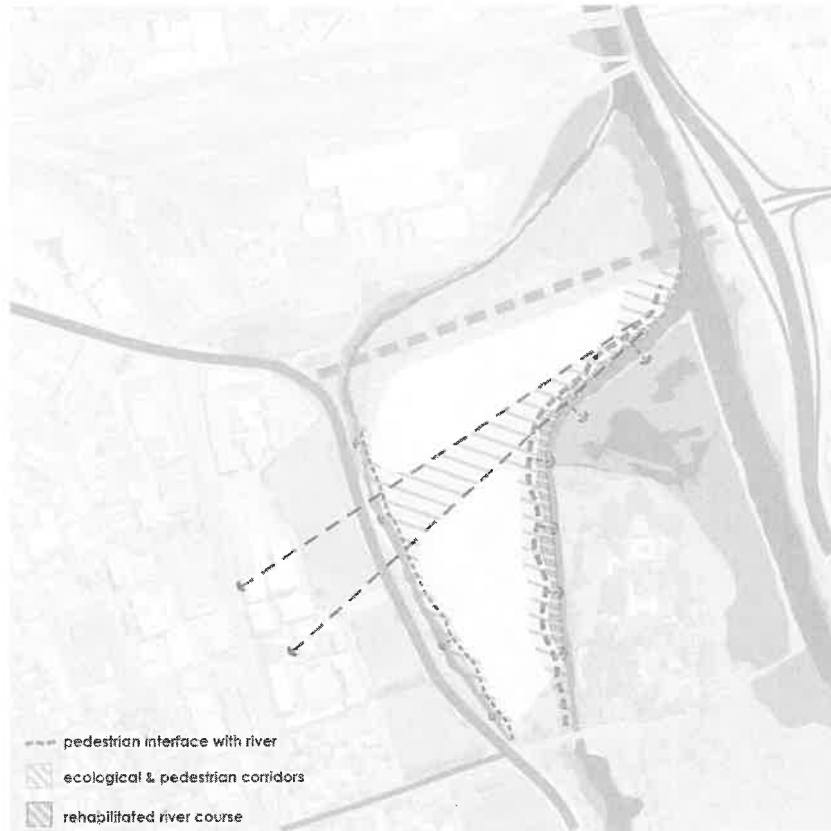 pedestrian interface with river
ecological & pedestrian corridors
rehabilitated river course